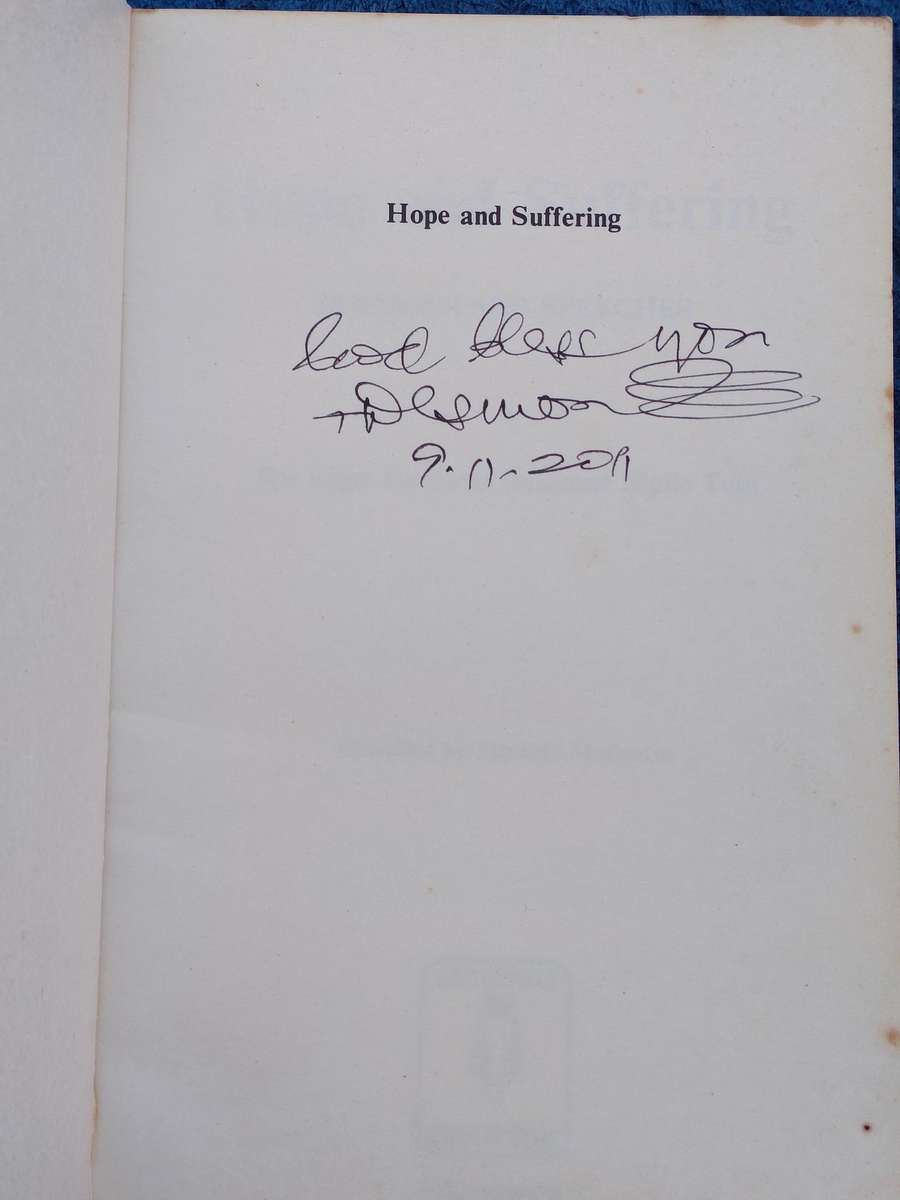 Hope and Suffering
God bless you
+Desmond
9.11.2011